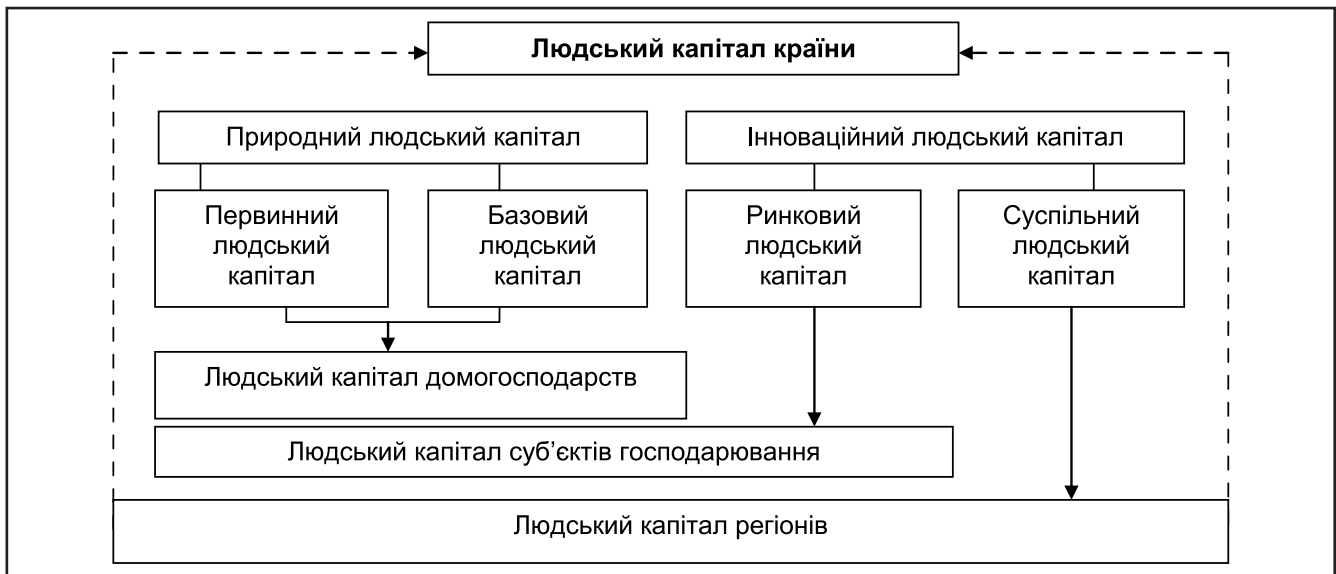 Людський капітал країни
Природний людський капітал
Інноваційний людський капітал
Первинний
людський
капітал
Базовий
людський
капітал
Ринковий
людський
капітал
Суспільний
людський
капітал
Людський капітал домогосподарств
Людський капітал суб’єктів господарювання
Людський капітал регіонів